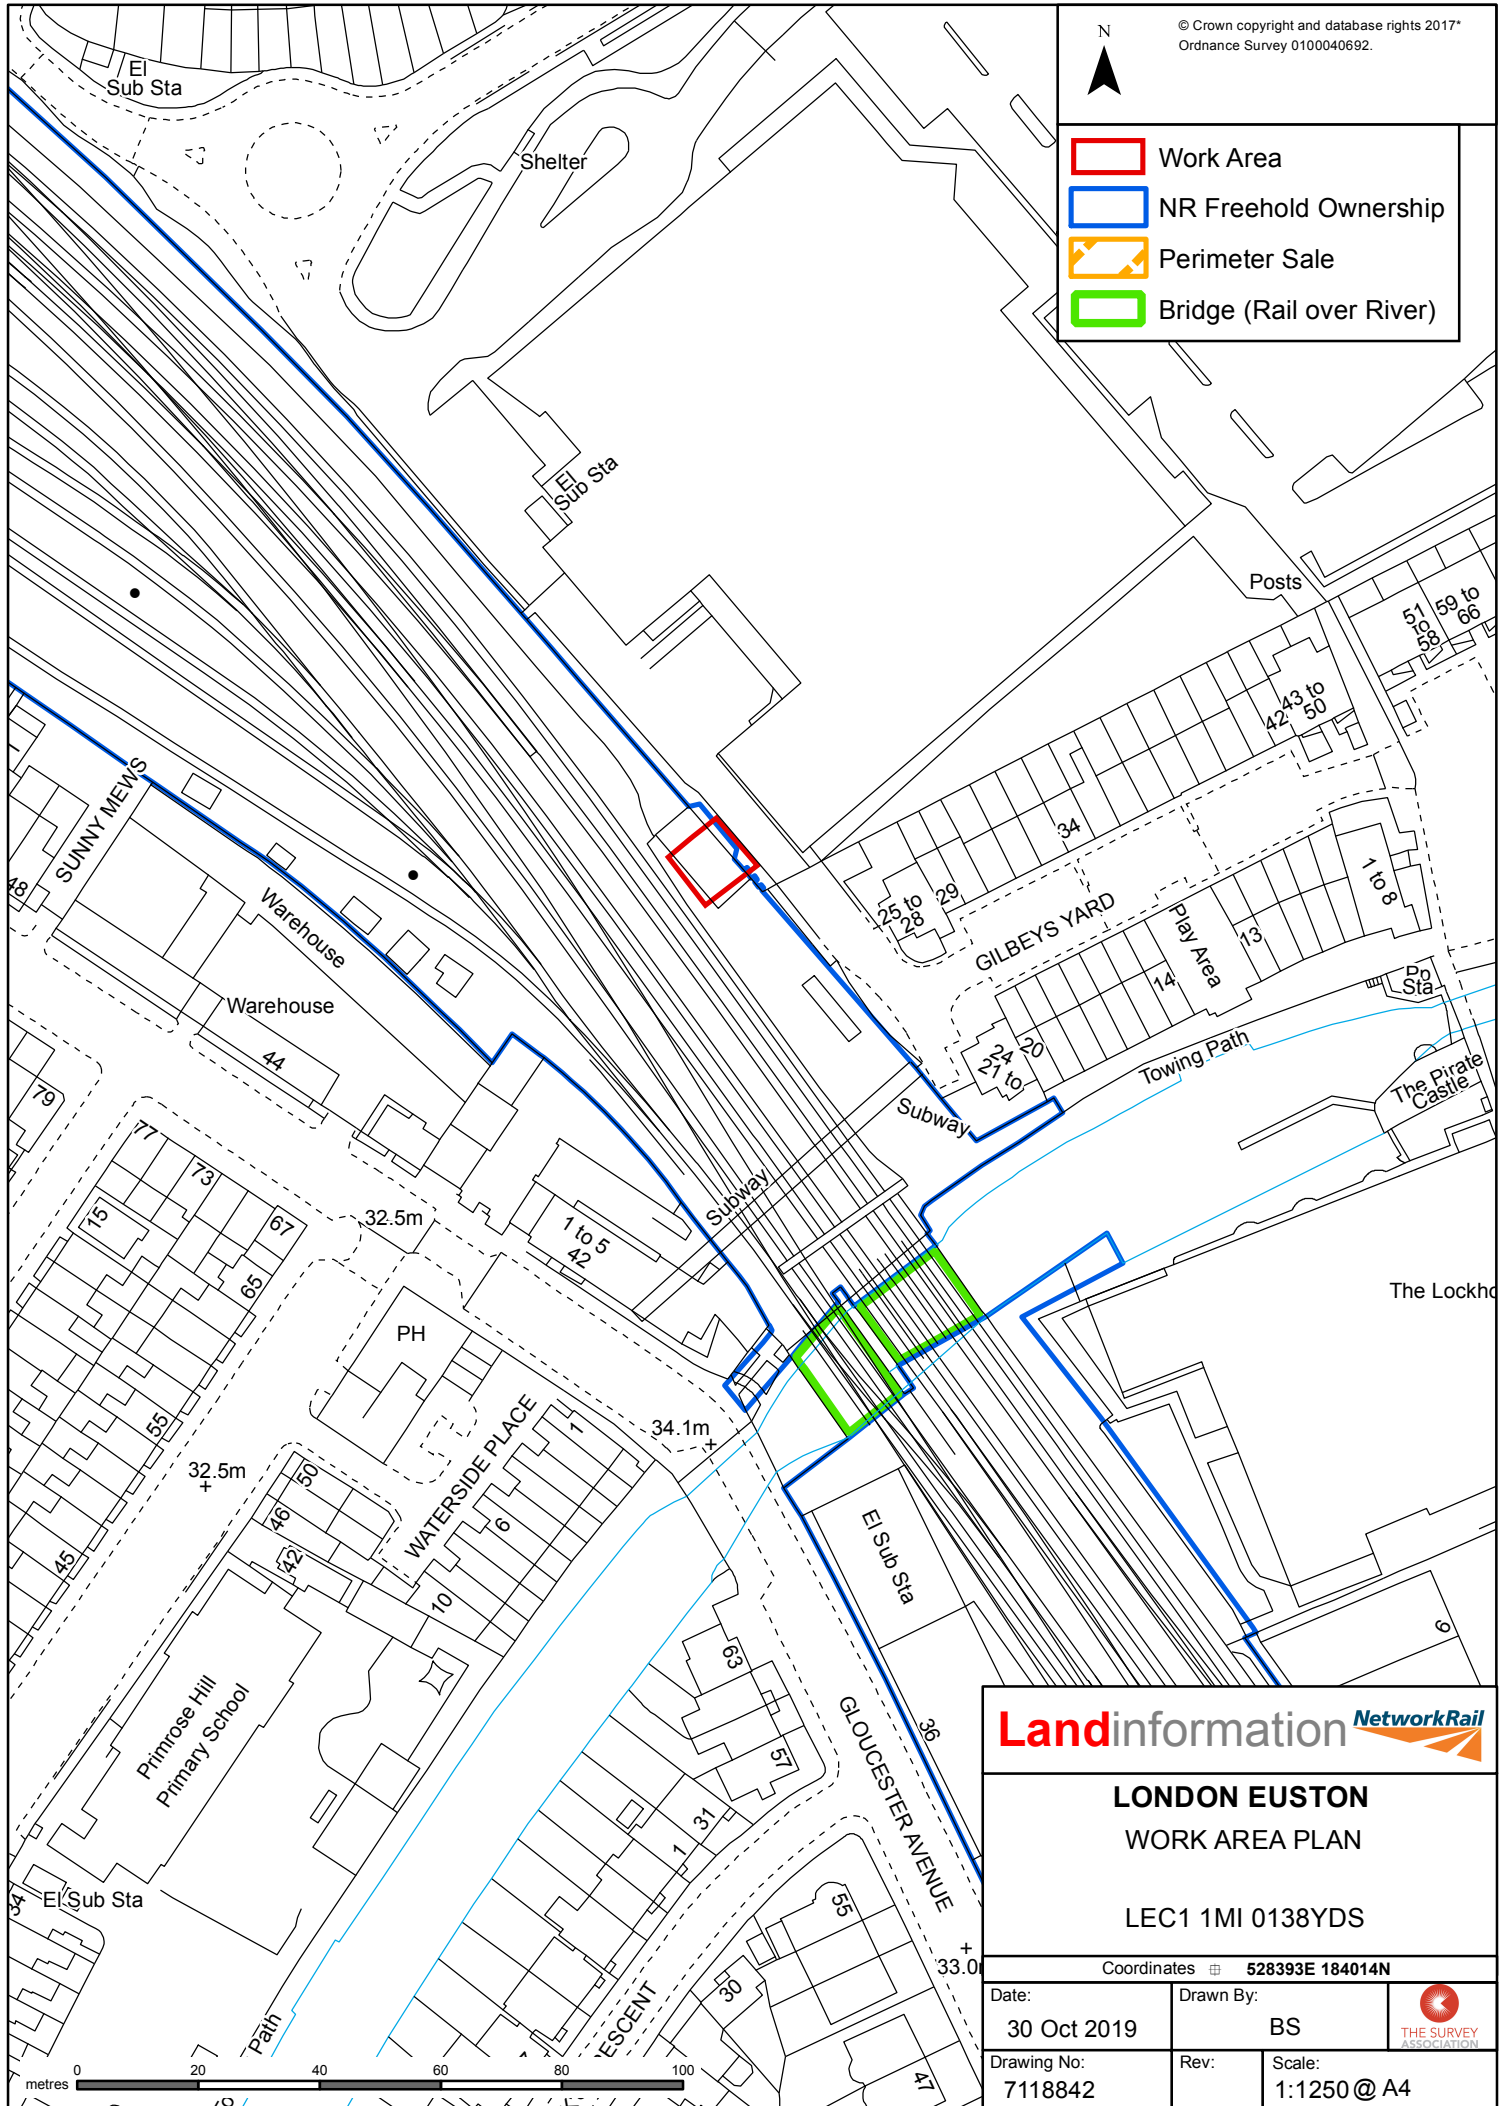 N
© Crown copyright and database rights 2017*
Ordnance Survey 0100040692.
Work Area
NR Freehold Ownership
Perimeter Sale
Bridge (Rail over River)
El
Sub Sta
Shelter
El
Sub Sta
Posts
51
to
58
59 to
66
43 to
50
42
34
29
25 to
28
GILBEYS YARD
Play Area
13
14
1 to 8
20
24
21 to
Towing Path
Sta
The Pirate
Castle
SUNNY MEWS
48
Warehouse
Warehouse
44
79
77
73
67
65
15
55
45
32.5m
1 to 5
42
Subway
Subway
The Lockho
PH
WATERSIDE PLACE
1
6
10
34.1m
32.5m
50
46
42
El Sub Sta
Primrose Hill
Primary School
63
57
36
GLOUCESTER AVENUE
6
31
1
55
30
47
33.0
El Sub Sta
34
Path
ESCENT
metres
0
20
40
60
80
100
Landinformation
NetworkRail
LONDON EUSTON
WORK AREA PLAN
LEC1 1MI 0138YDS
Coordinates
528393E 184014N
Date:
30 Oct 2019
Drawn By:
BS
THE SURVEY
ASSOCIATION
Drawing No:
7118842
Rev:
Scale:
1:1250 @ A4